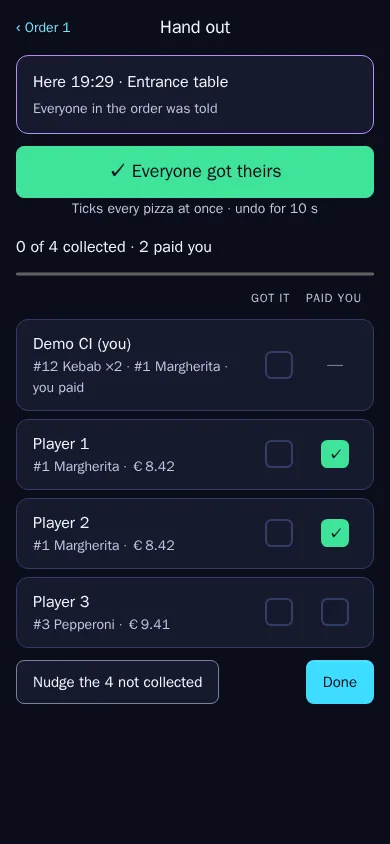 ‹ Order 1
Hand out
Here 19:29 · Entrance table
Everyone in the order was told
✓ Everyone got theirs
Ticks every pizza at once · undo for 10 s
0 of 4 collected · 2 paid you
GOT IT PAID YOU
Demo CI (you)
#12 Kebab ×2 · #1 Margherita ·
you paid
—
Player 1
#1 Margherita · € 8.42
✓
Player 2
#1 Margherita · € 8.42
✓
Player 3
#3 Pepperoni · € 9.41
Nudge the 4 not collected
Done